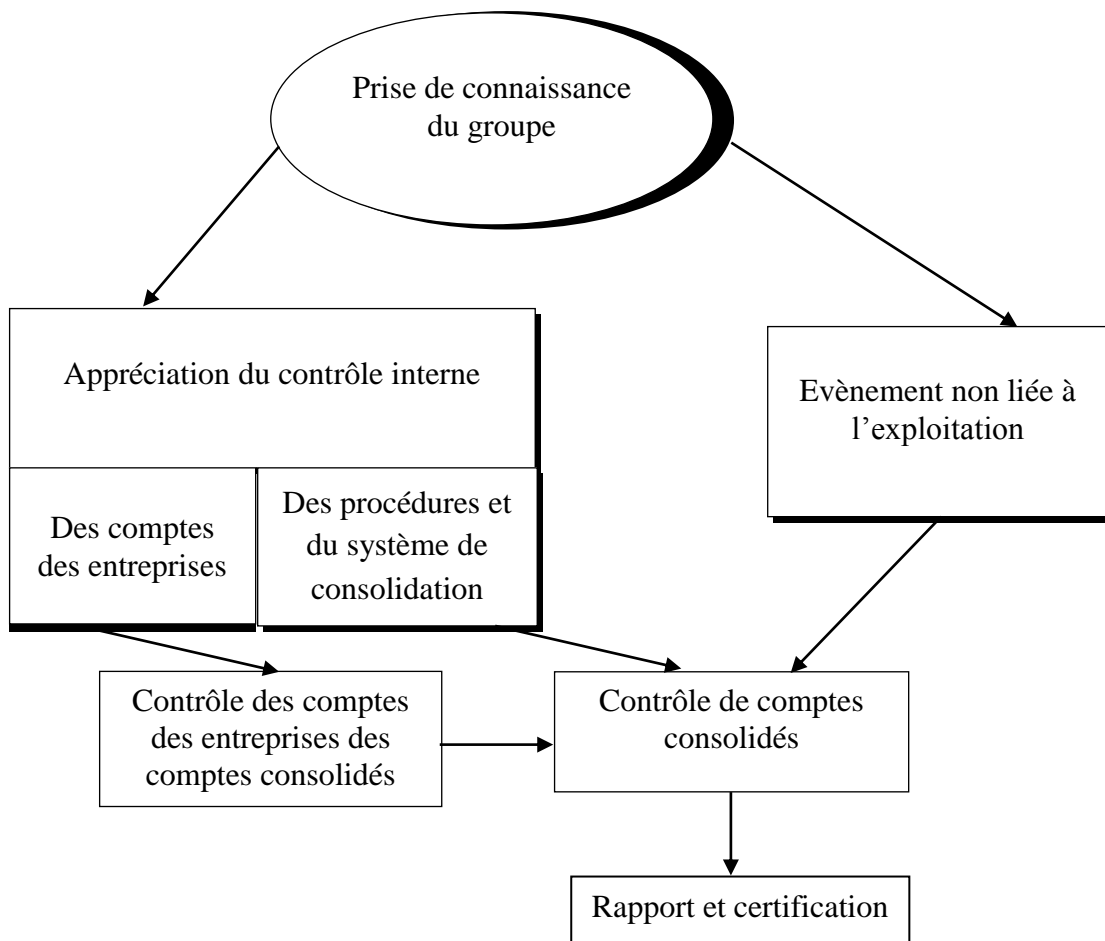 Prise de connaissance
du groupe
Appréciation du contrôle interne
Evènement non liée à
l’exploitation
Des comptes
des entreprises
Des procédures et
du système de
consolidation
Contrôle des comptes
des entreprises des
comptes consolidés
Contrôle de comptes
consolidés
Rapport et certification